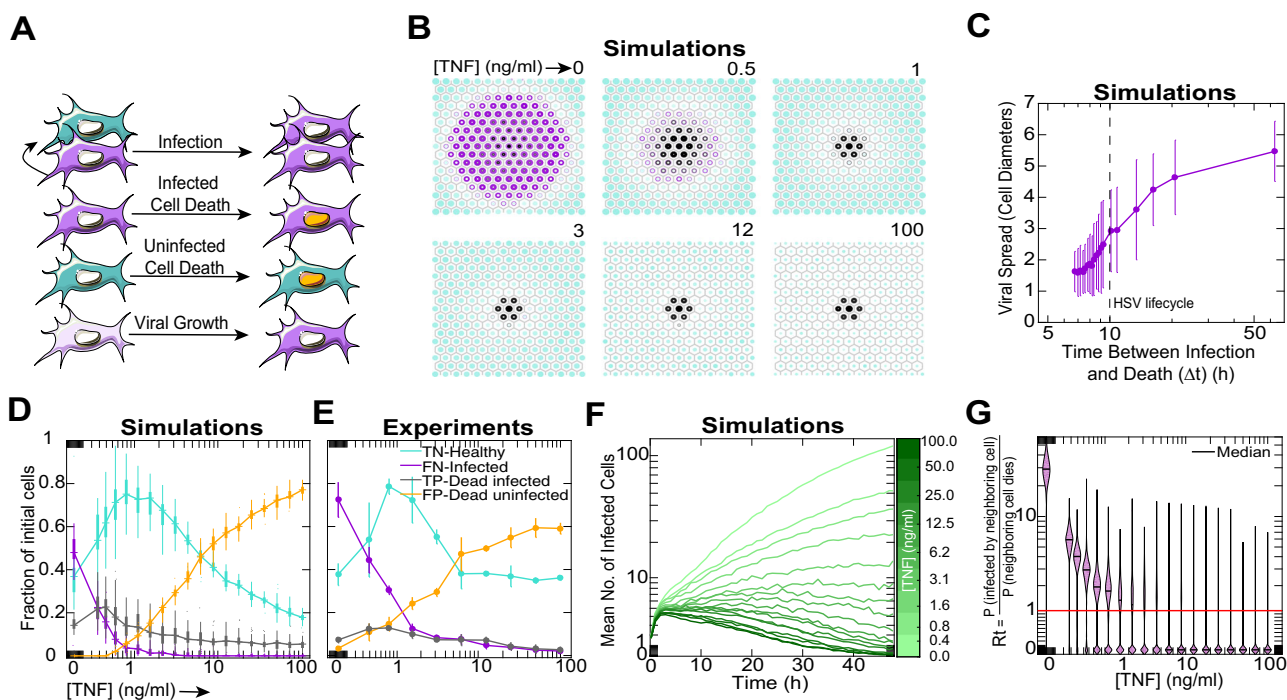 A
Infection
Infected
Cell Death
Uninfected
Cell Death
Viral Growth
B
Simulations
[TNF] (ng/ml)
0
0.5
1
3
12
100
C
Simulations
Viral Spread (Cell Diameters)
7
6
5
4
3
2
1
0
HSV lifecycle
5
10
50
Time Between Infection
and Death (Δt) (h)
D
Simulations
Fraction of initial cells
1
0.8
0.6
0.4
0.2
0
0
1
10
100
[TNF] (ng/ml)
E
Experiments
TN-Healthy
FN-Infected
TP-Dead infected
FP-Dead uninfected
0
1
10
100
F
Simulations
Mean No. of Infected Cells
100
10
1
0
0
10
20
30
40
Time (h)
100.0
50.0
25.0
12.5
6.2
3.1
1.6
0.8
0.4
0.0
[TNF] (ng/ml)
G
Rt = P (infected by neighboring cell)
P (neighboring cell dies)
Median
10
1
0
0
1
10
100
[TNF] (ng/ml)